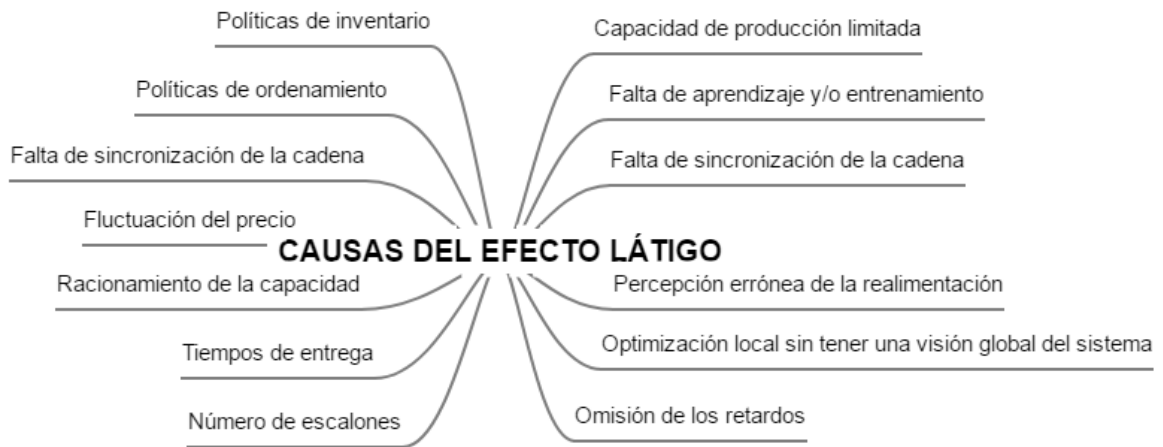 Políticas de inventario
Políticas de ordenamiento
Falta de sincronización de la cadena
Fluctuación del precio
CAUSAS DEL EFECTO LÁTIGO
Racionamiento de la capacidad
Tiempos de entrega
Número de escalones
Capacidad de producción limitada
Falta de aprendizaje y/o entrenamiento
Falta de sincronización de la cadena
Percepción errónea de la realimentación
Optimización local sin tener una visión global del sistema
Omisión de los retardos